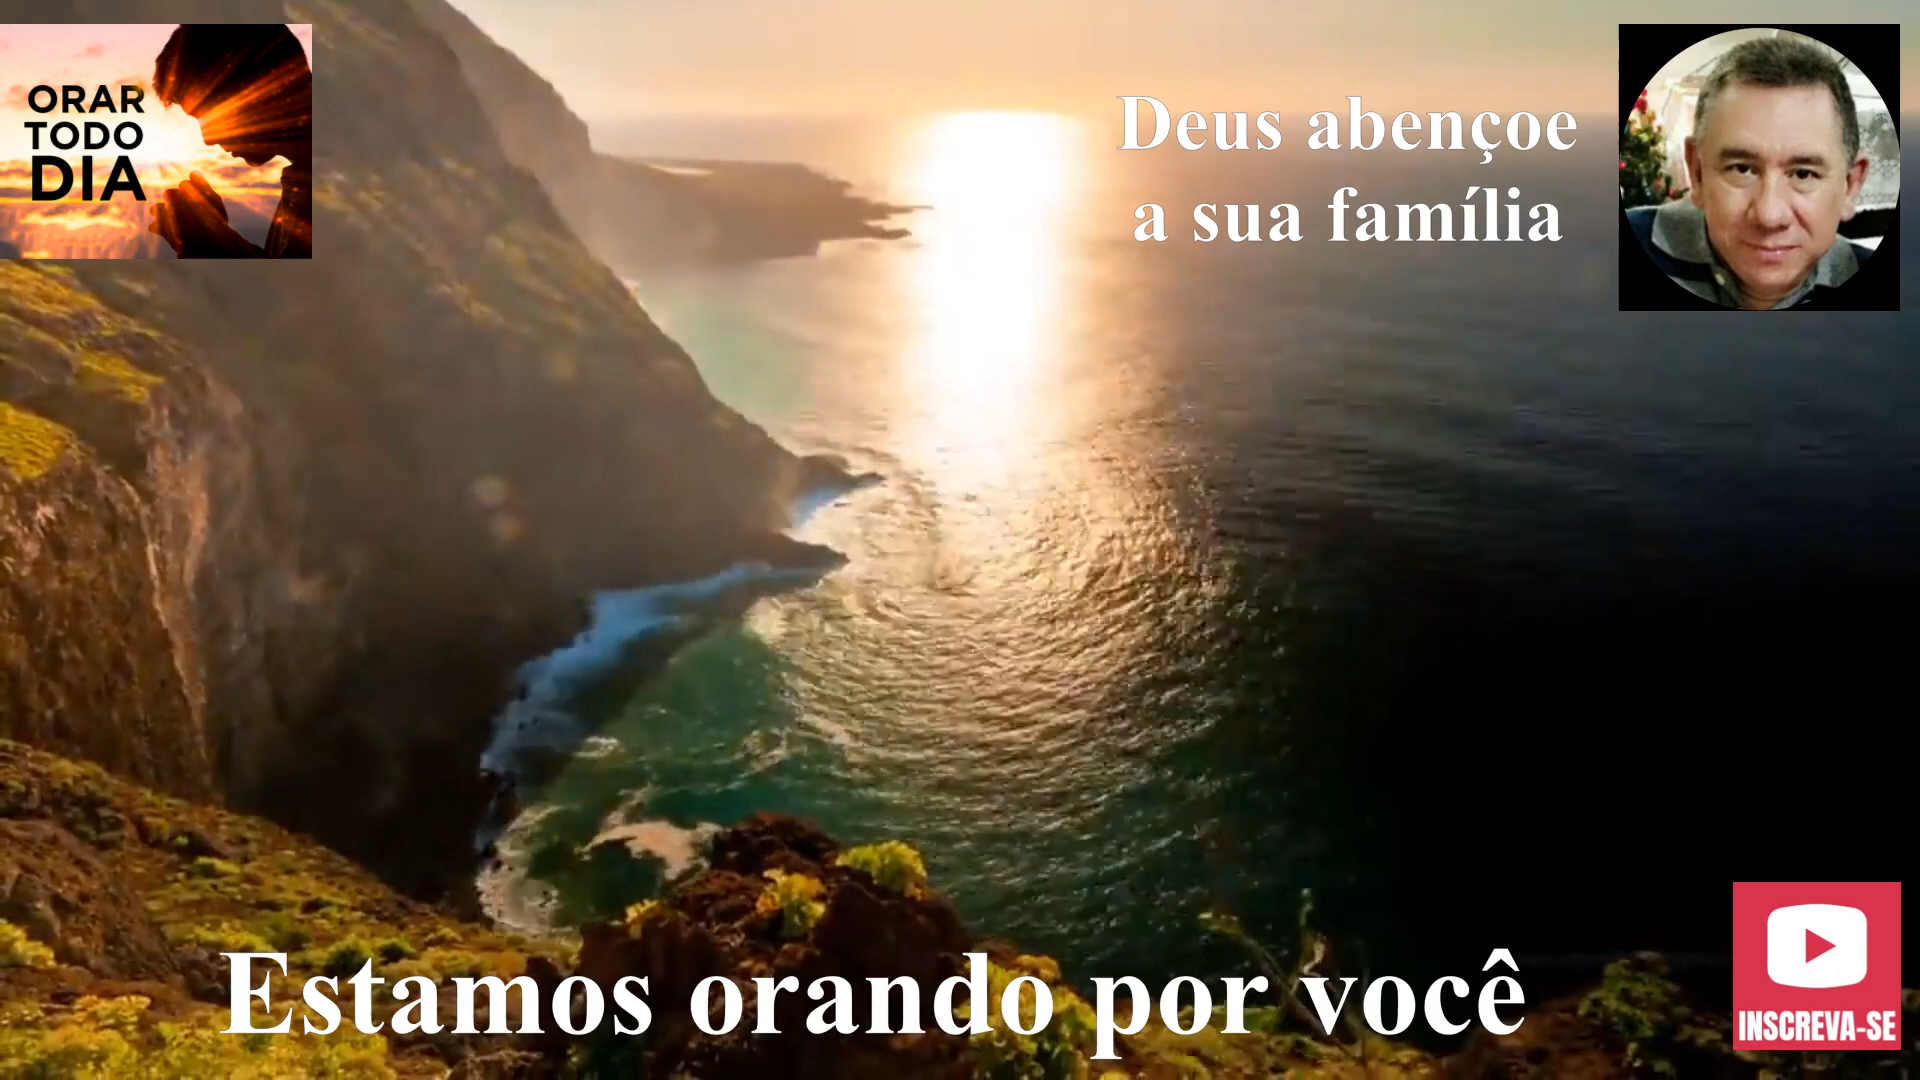 ORAR
TODO
DIA
Deus abençoe
a sua família
Estamos orando por você
INSCREVA-SE